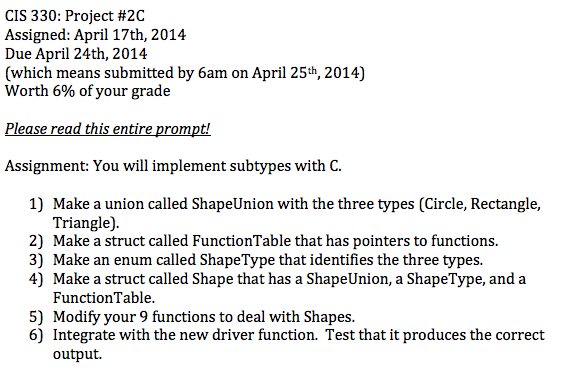 CIS 330: Project #2C
Assigned: April 17th, 2014
Due April 24th, 2014
(which means submitted by 6am on April 25th, 2014)
Worth 6% of your grade
Please read this entire prompt!
Assignment: You will implement subtypes with C.
1) Make a union called ShapeUnion with the three types (Circle, Rectangle,
Triangle).
2) Make a struct called FunctionTable that has pointers to functions.
3) Make an enum called ShapeType that identifies the three types.
4) Make a struct called Shape that has a ShapeUnion, a ShapeType, and a
FunctionTable.
5) Modify your 9 functions to deal with Shapes.
6) Integrate with the new driver function. Test that it produces the correct
output.